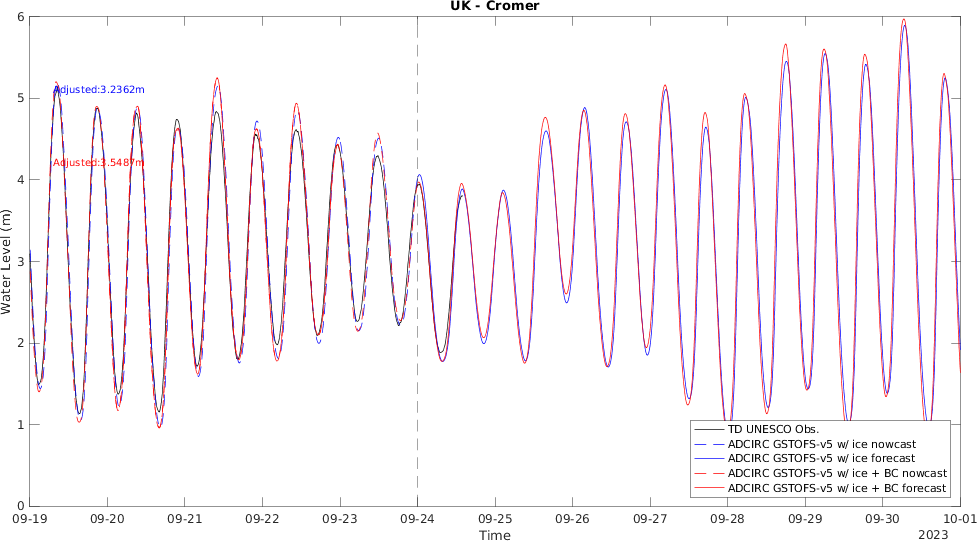 UK - Cromer
6
5
4
3
2
1
0
Water Level (m)
Adjusted:3.2362m
Adjusted:3.5487m
TD UNESCO Obs.
ADCIRC GSTOFS-v5 w/ ice nowcast
ADCIRC GSTOFS-v5 w/ ice forecast
ADCIRC GSTOFS-v5 w/ ice + BC nowcast
ADCIRC GSTOFS-v5 w/ ice + BC forecast
09-19 09-20 09-21 09-22 09-23 09-24 09-25 09-26 09-27 09-28 09-29 09-30 10-01
Time
2023